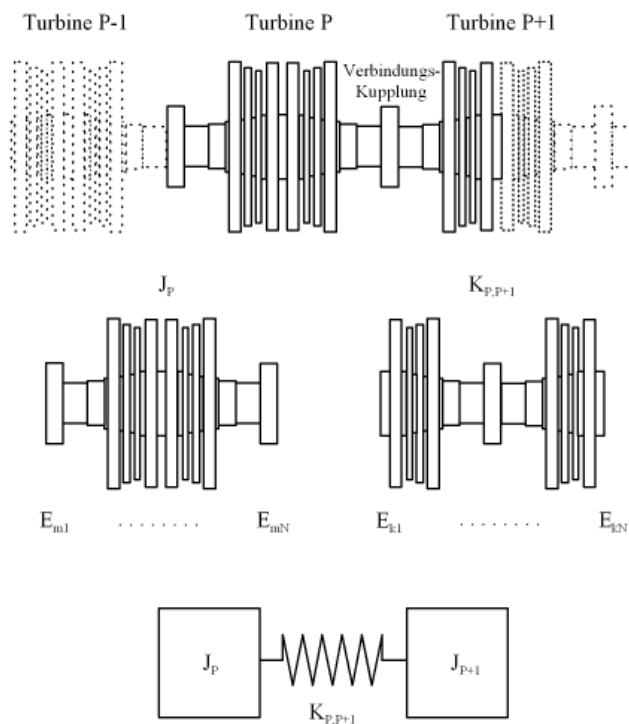 Turbine P-1 Turbine P Turbine P+1
Verbindungs-
Kupplung
J_P K_P,P+1
E_m1 . . . . . . . . E_mN E_k1 . . . . . . . . E_kN
J_P J_P+1
K_P,P+1